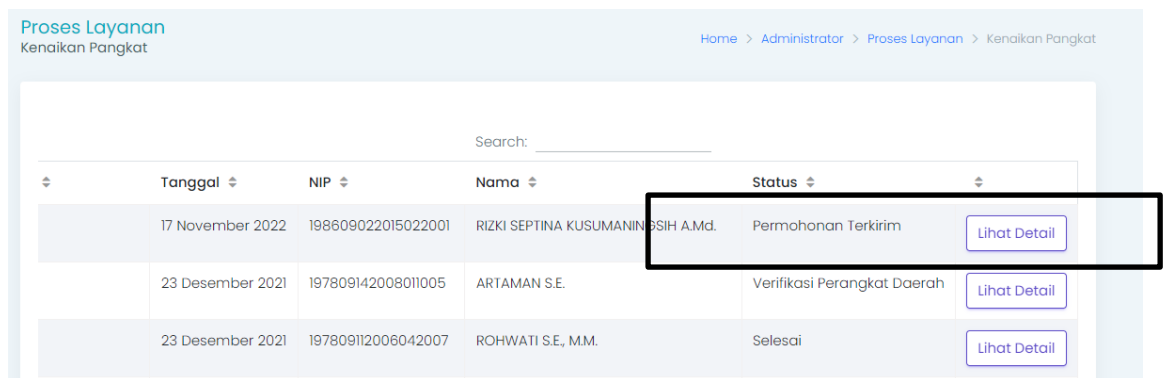 Proses Layanan
Kenaikan Pangkat
Home > Administrator > Proses Layanan > Kenaikan Pangkat
Search:
Tanggal NIP Nama Status
17 November 2022 198609022015022001 RIZKI SEPTINA KUSUMANINGSIH A.Md. Permohonan Terkirim Lihat Detail
23 Desember 2021 197809142008011005 ARTAMAN S.E. Verifikasi Perangkat Daerah Lihat Detail
23 Desember 2021 197809112006042007 ROHWATI S.E., M.M. Selesai Lihat Detail